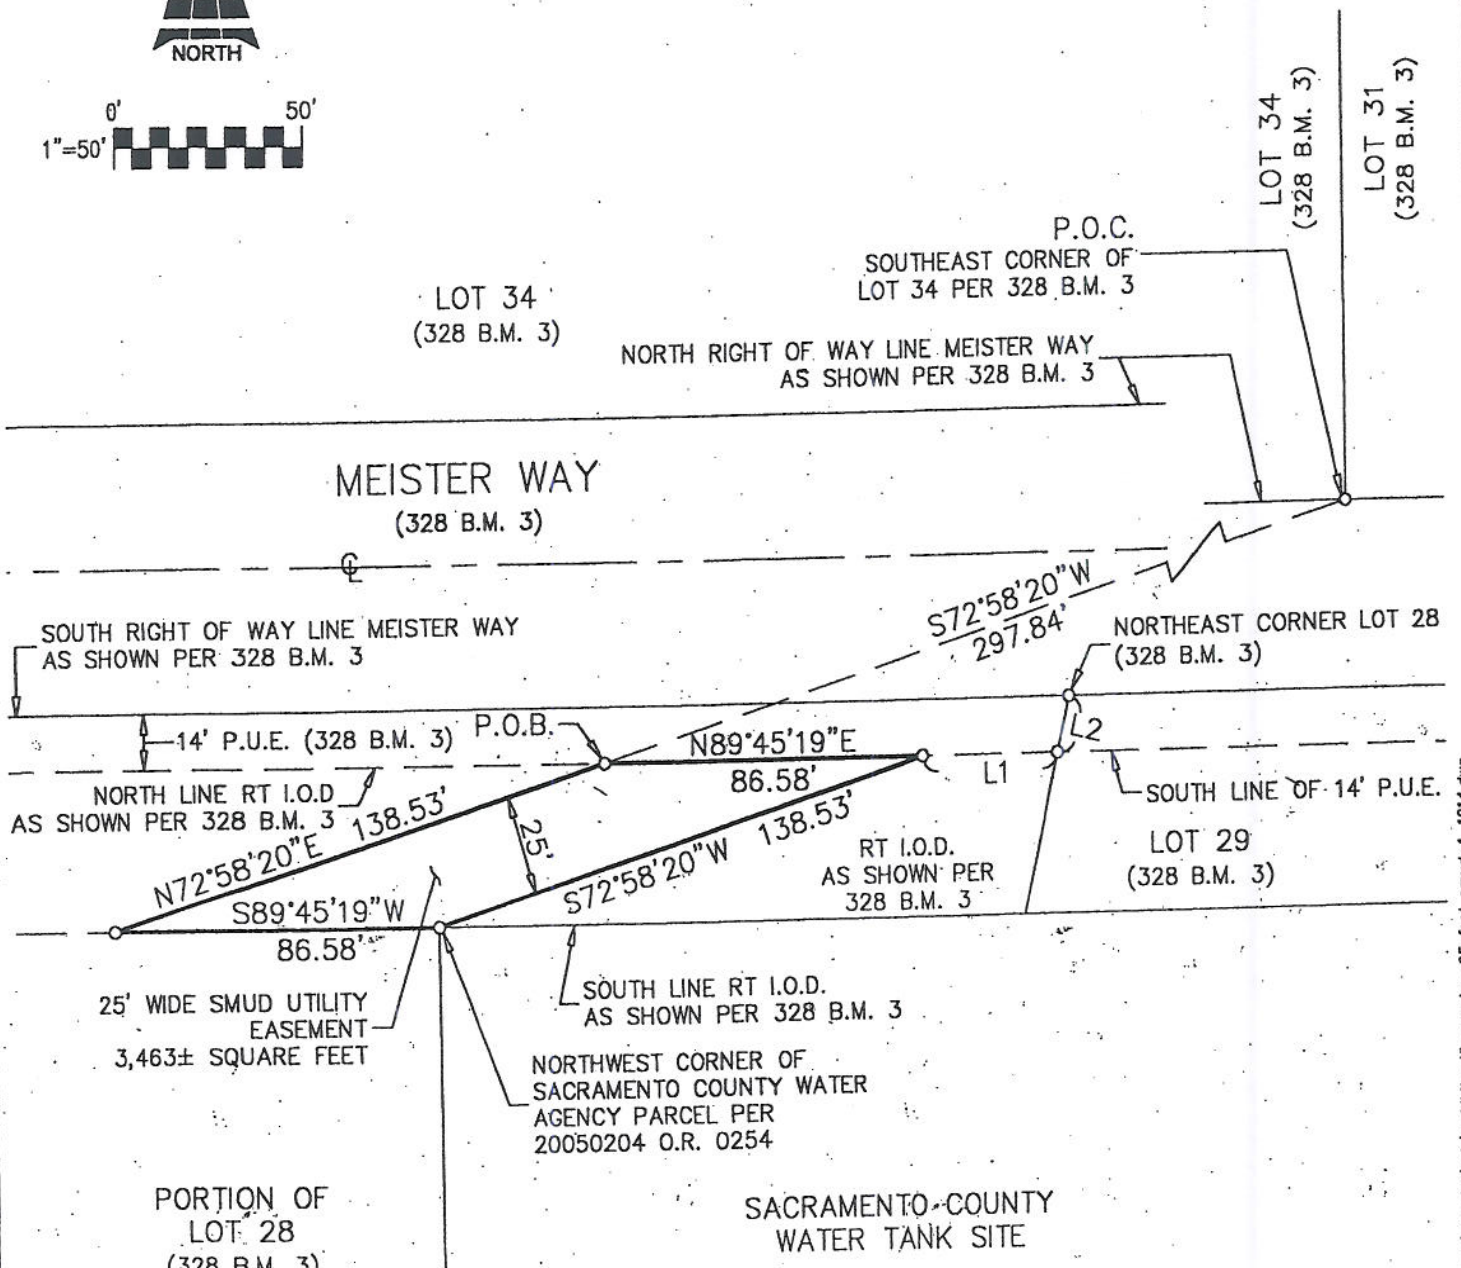 NORTH
0' 50'
1"=50'
LOT 34
(328 B.M. 3)
LOT 31
(328 B.M. 3)
P.O.C.
SOUTHEAST CORNER OF
LOT 34 PER 328 B.M. 3
LOT 34
(328 B.M. 3)
NORTH RIGHT OF WAY LINE MEISTER WAY
AS SHOWN PER 328 B.M. 3
MEISTER WAY
(328 B.M. 3)
℄
S72°58'20"W
297.84'
SOUTH RIGHT OF WAY LINE MEISTER WAY
AS SHOWN PER 328 B.M. 3
NORTHEAST CORNER LOT 28
(328 B.M. 3)
14' P.U.E. (328 B.M. 3)
P.O.B.
N89°45'19"E
86.58'
L1
L2
SOUTH LINE OF 14' P.U.E.
NORTH LINE RT I.O.D
AS SHOWN PER 328 B.M. 3
N72°58'20"E 138.53'
25'
S72°58'20"W 138.53'
RT I.O.D.
AS SHOWN PER
328 B.M. 3
LOT 29
(328 B.M. 3)
S89°45'19"W
86.58'
25' WIDE SMUD UTILITY
EASEMENT
3,463± SQUARE FEET
SOUTH LINE RT I.O.D.
AS SHOWN PER 328 B.M. 3
NORTHWEST CORNER OF
SACRAMENTO COUNTY WATER
AGENCY PARCEL PER
20050204 O.R. 0254
PORTION OF
LOT 28
(328 B.M. 3)
SACRAMENTO COUNTY
WATER TANK SITE